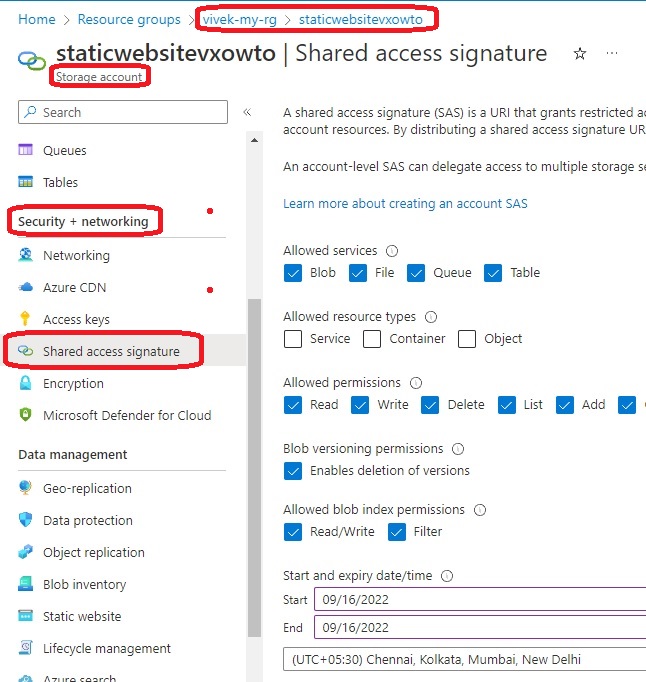 Home > Resource groups > vivek-my-rg > staticwebsitevxowto
staticwebsitevxowto | Shared access signature
Storage account
Search
Queues
Tables
Security + networking
Networking
Azure CDN
Access keys
Shared access signature
Encryption
Microsoft Defender for Cloud
Data management
Geo-replication
Data protection
Object replication
Blob inventory
Static website
Lifecycle management
Azure search
A shared access signature (SAS) is a URI that grants restricted
account resources. By distributing a shared access signature
An account-level SAS can delegate access to multiple storage
Learn more about creating an account SAS
Allowed services
Blob File Queue Table
Allowed resource types
Service Container Object
Allowed permissions
Read Write Delete List Add
Blob versioning permissions
Enables deletion of versions
Allowed blob index permissions
Read/Write Filter
Start and expiry date/time
Start 09/16/2022
End 09/16/2022
(UTC+05:30) Chennai, Kolkata, Mumbai, New Delhi